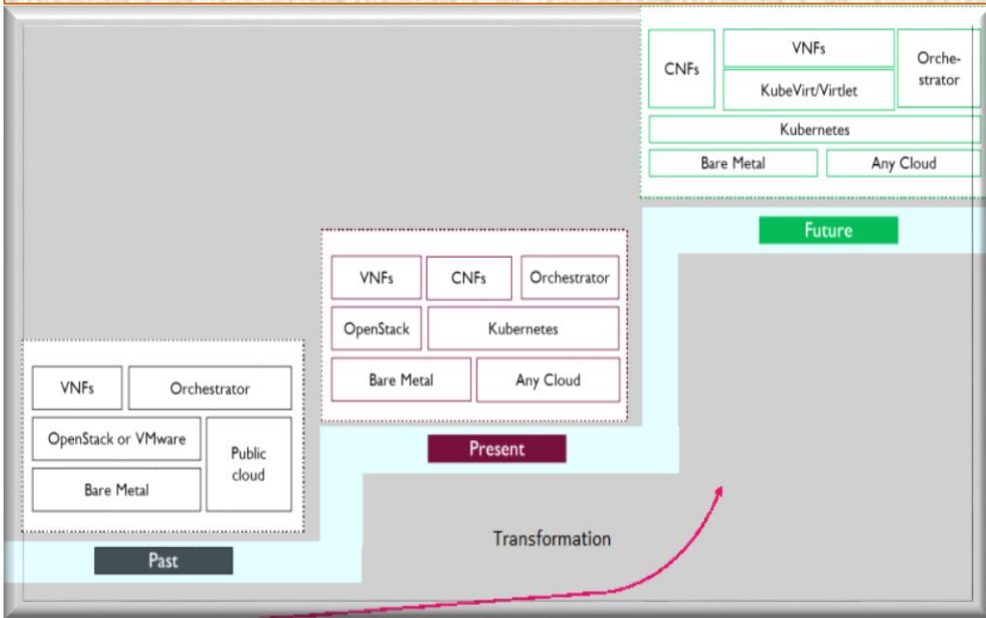 VNFs
CNFs
Orche-
strator
KubeVirt/Virtlet
Kubernetes
Bare Metal
Any Cloud
Future
VNFs
CNFs
Orchestrator
OpenStack
Kubernetes
Bare Metal
Any Cloud
Present
VNFs
Orchestrator
OpenStack or VMware
Public
cloud
Bare Metal
Past
Transformation